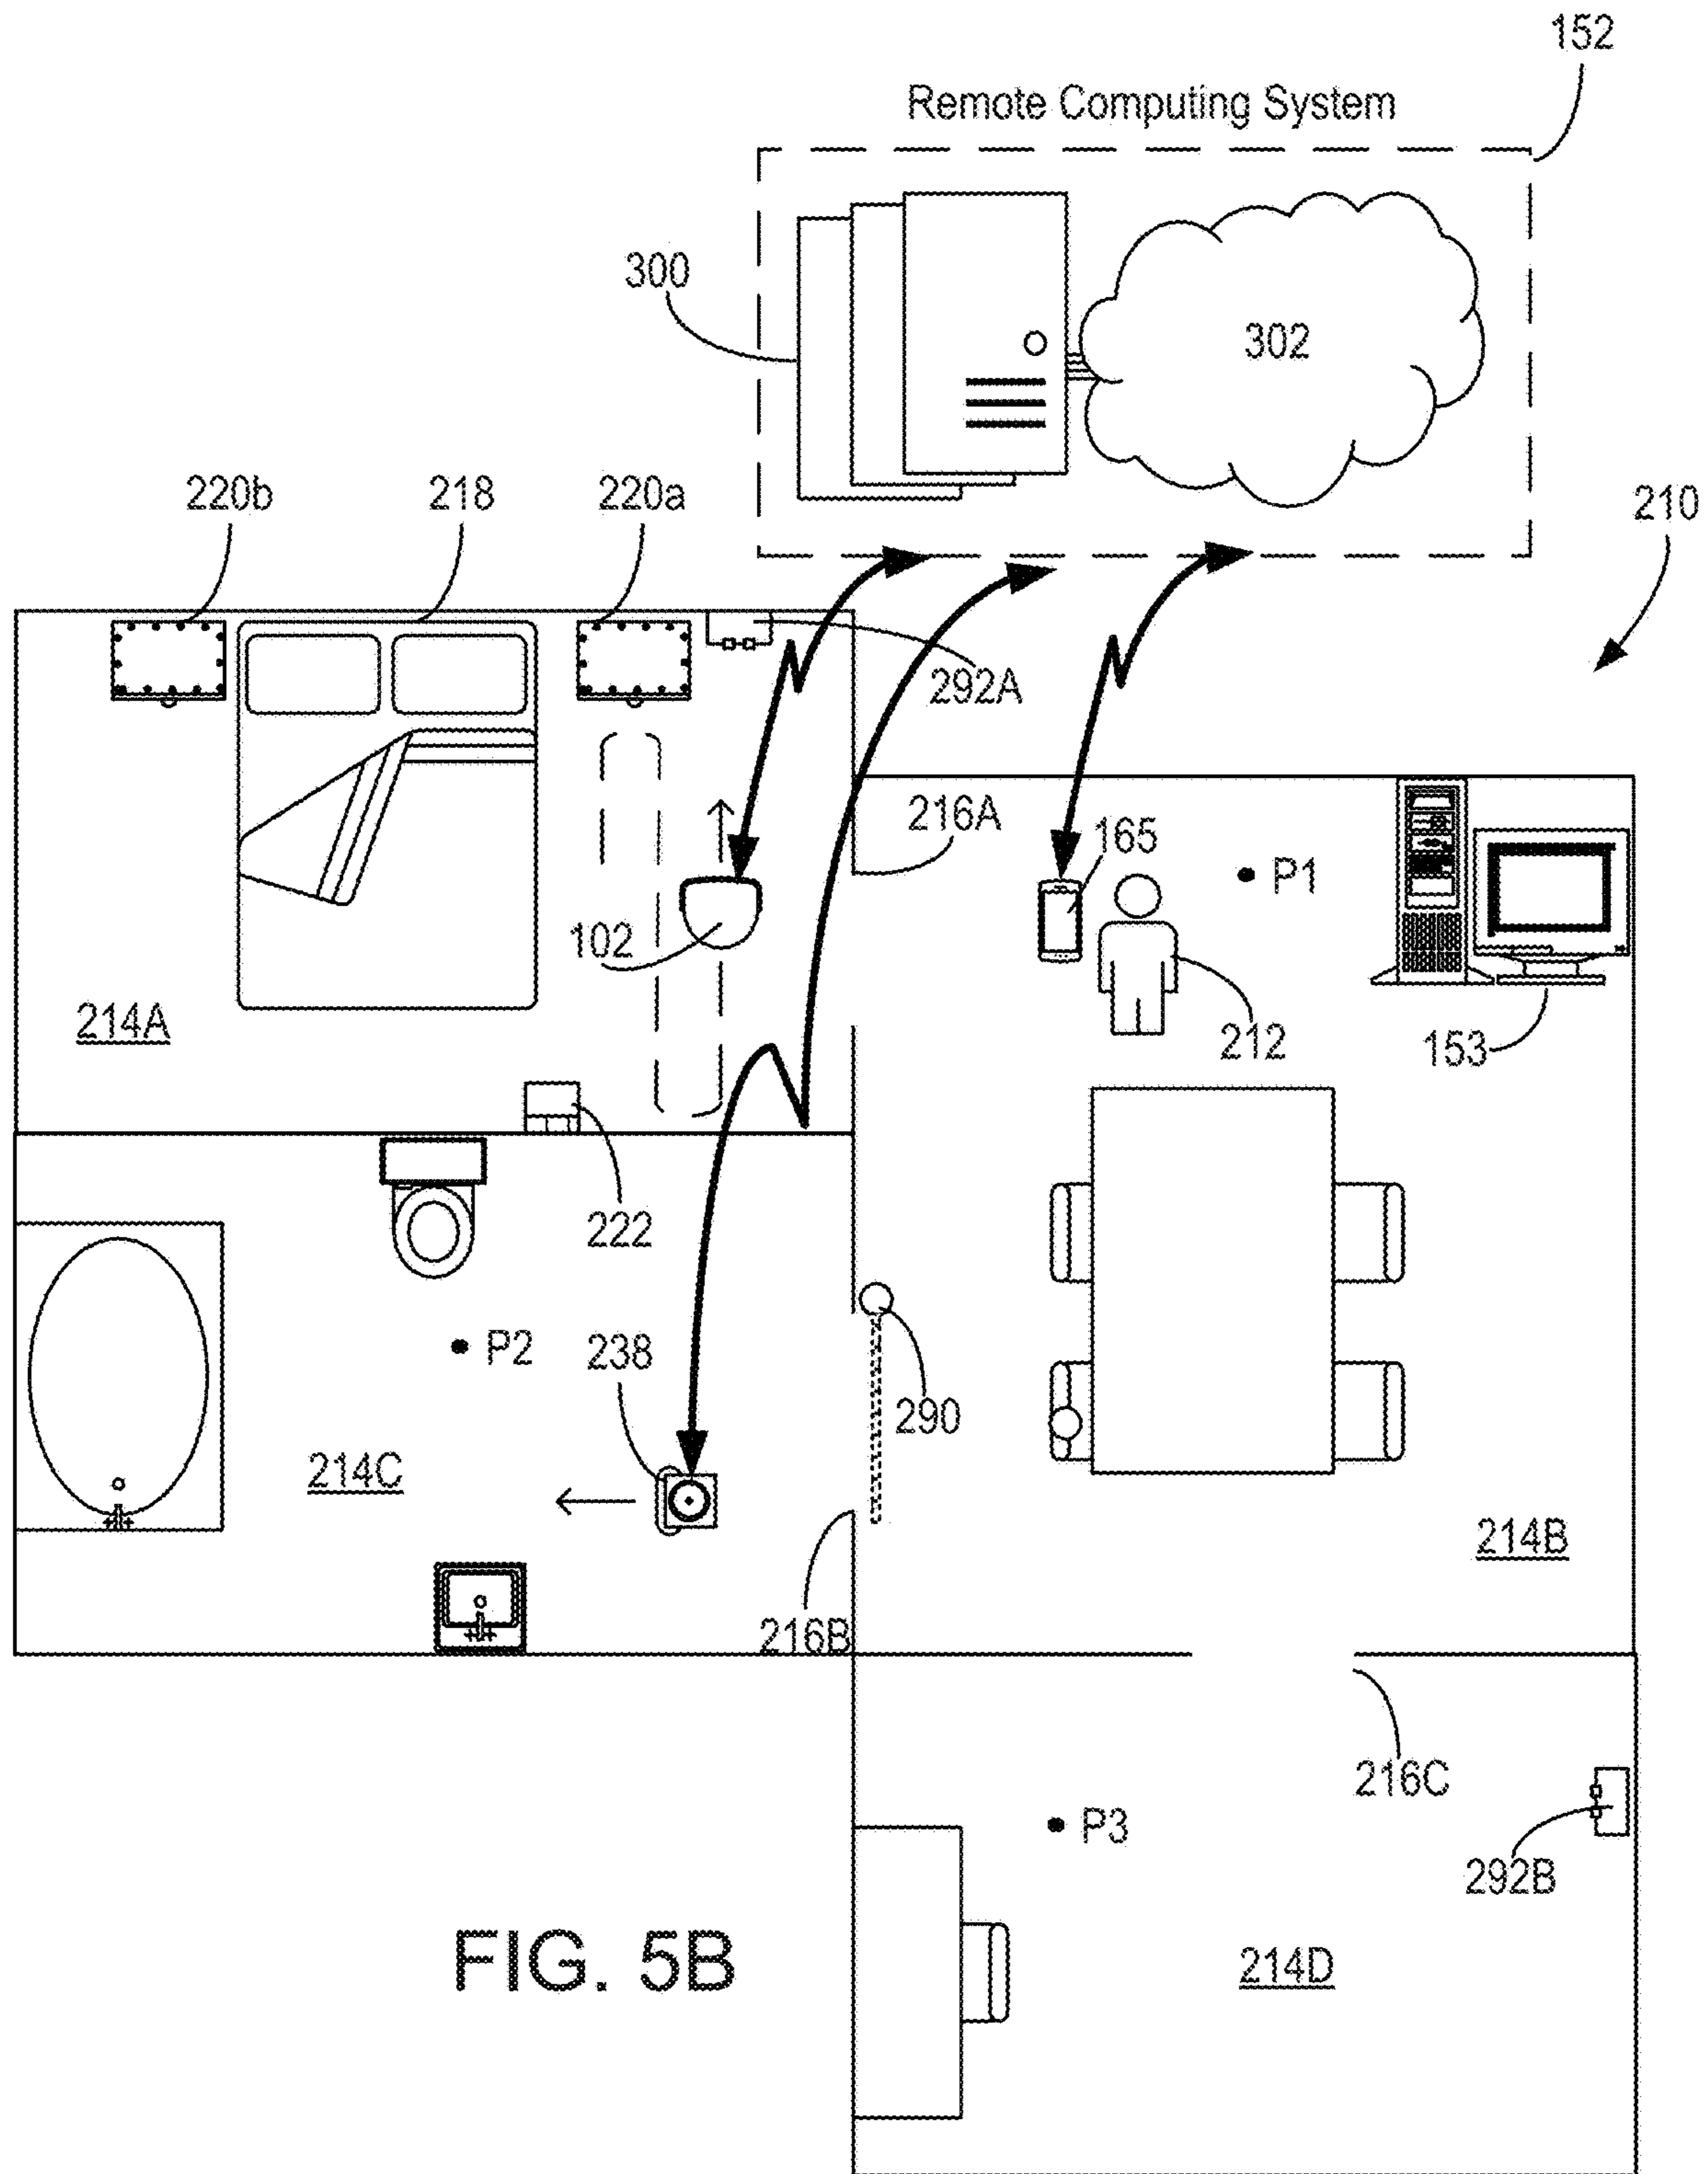 152
Remote Computing System
300
302
220b
218
220a
210
292A
216A
165
P1
102
214A
212
153
222
P2
238
290
214C
214B
216B
216C
P3
292B
FIG. 5B
214D